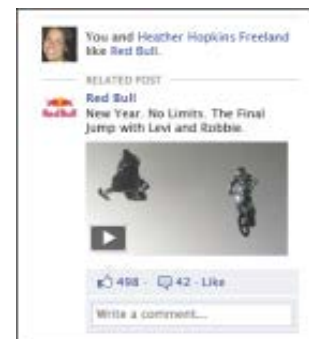 You and Heather Hopkins Freeland
like Red Bull.
RELATED POST
Red Bull
New Year. No Limits. The Final
Jump with Levi and Robbie.
498 · 42 · Like
Write a comment...